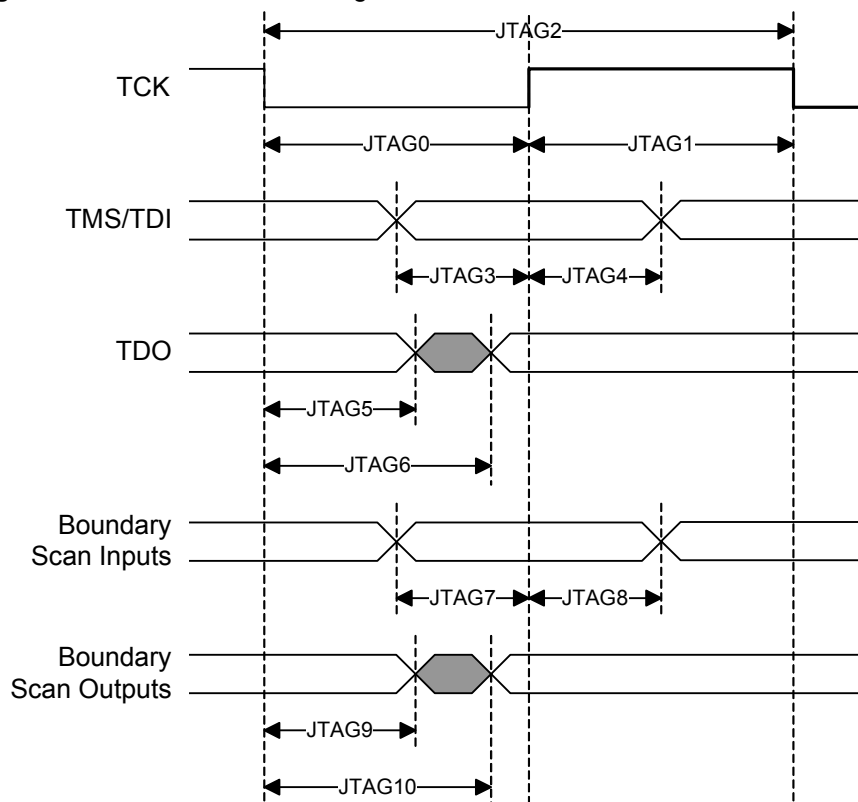 JTAG2
TCK
JTAG0
JTAG1
TMS/TDI
JTAG3
JTAG4
TDO
JTAG5
JTAG6
Boundary
Scan Inputs
JTAG7
JTAG8
Boundary
Scan Outputs
JTAG9
JTAG10